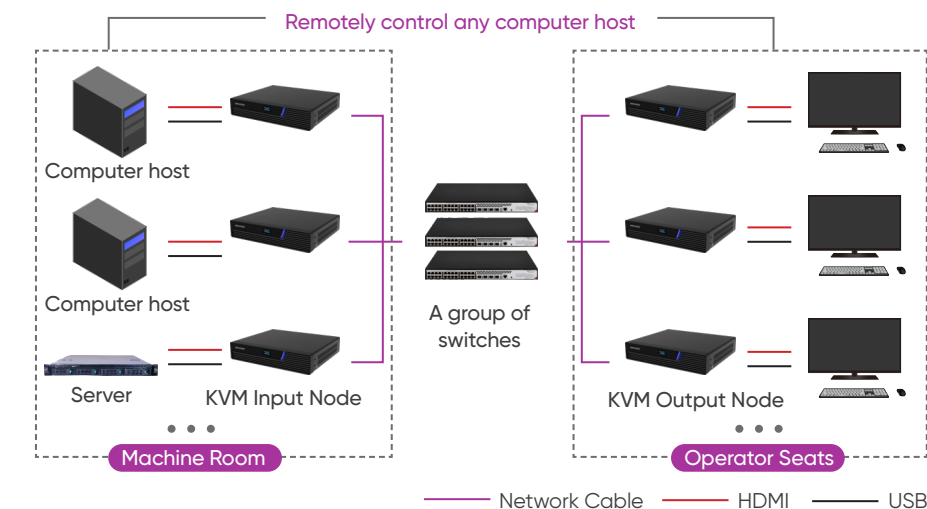 Remotely control any computer host
Computer host
Computer host
Server
KVM Input Node
Machine Room
A group of
switches
KVM Output Node
Operator Seats
Network Cable
HDMI
USB